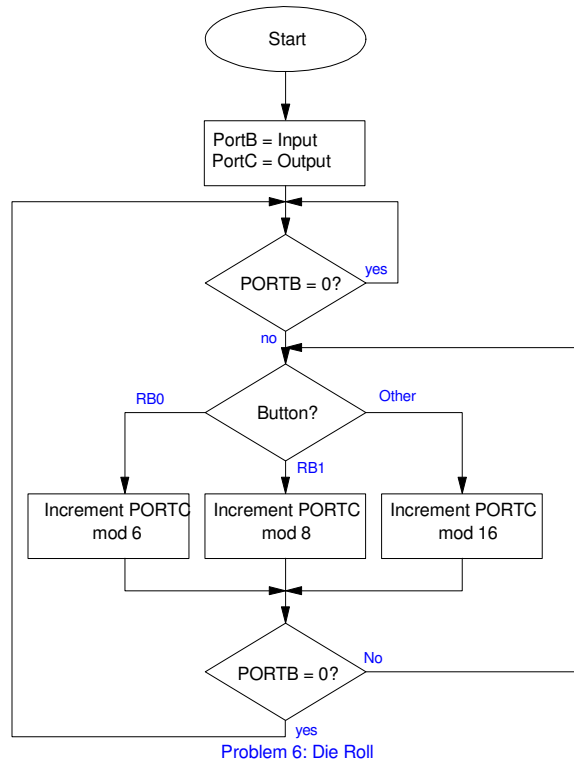 Start
PortB = Input
PortC = Output
PORTB = 0?
yes
no
Button?
RB0
Other
RB1
Increment PORTC
mod 6
Increment PORTC
mod 8
Increment PORTC
mod 16
PORTB = 0?
No
yes
Problem 6: Die Roll